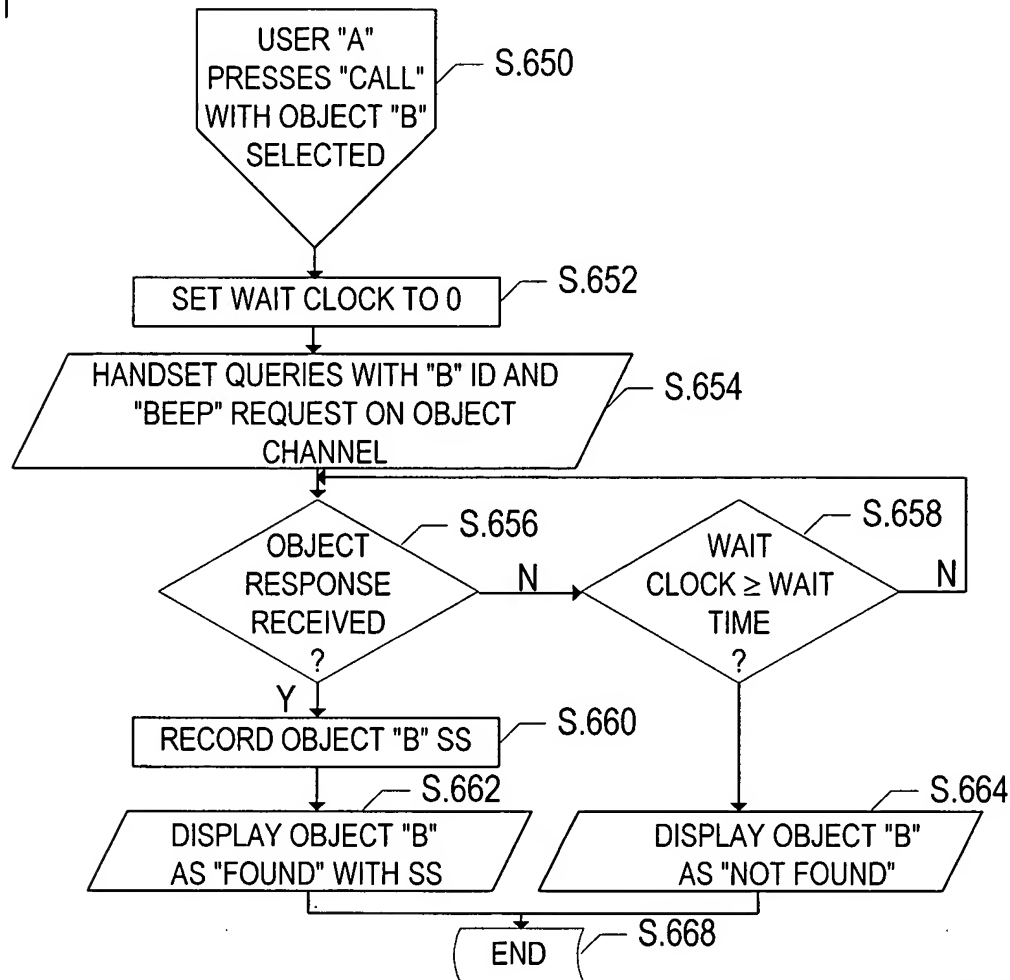 USER "A"
PRESSES "CALL"
WITH OBJECT "B"
SELECTED
S.650
SET WAIT CLOCK TO 0
S.652
HANDSET QUERIES WITH "B" ID AND
"BEEP" REQUEST ON OBJECT
CHANNEL
S.654
OBJECT
RESPONSE
RECEIVED
?
S.656
N
WAIT
CLOCK ≥ WAIT
TIME
?
S.658
N
Y
RECORD OBJECT "B" SS
S.660
DISPLAY OBJECT "B"
AS "FOUND" WITH SS
S.662
DISPLAY OBJECT "B"
AS "NOT FOUND"
S.664
END
S.668